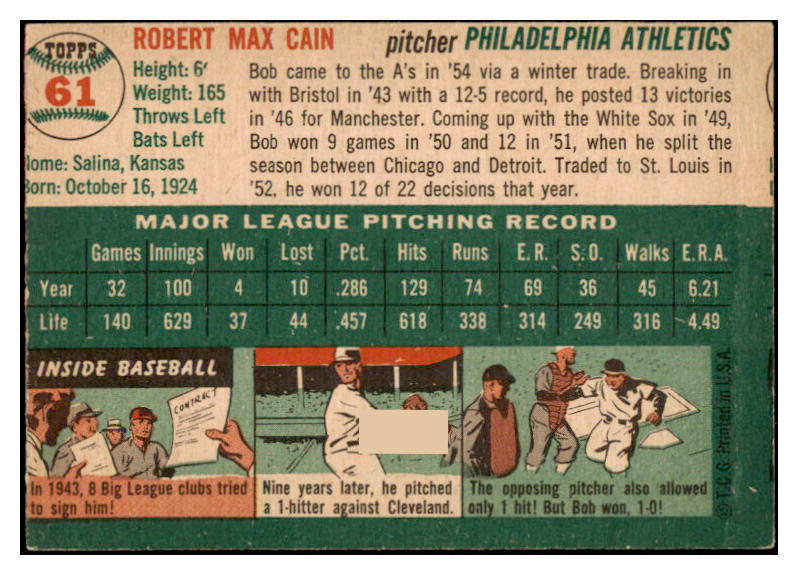 TOPPS
61
ROBERT MAX CAIN
pitcher PHILADELPHIA ATHLETICS
Height: 6'
Weight: 165
Throws Left
Bats Left
Home: Salina, Kansas
Born: October 16, 1924
Bob came to the A's in '54 via a winter trade. Breaking in
with Bristol in '43 with a 12-5 record, he posted 13 victories
in '46 for Manchester. Coming up with the White Sox in '49,
Bob won 9 games in '50 and 12 in '51, when he split the
season between Chicago and Detroit. Traded to St. Louis in
'52, he won 12 of 22 decisions that year.
MAJOR LEAGUE PITCHING RECORD
Games Innings Won Lost Pct. Hits Runs E.R. S.O. Walks E.R.A.
Year 32 100 4 10 .286 129 74 69 36 45 6.21
Life 140 629 37 44 .457 618 338 314 249 316 4.49
INSIDE BASEBALL
CONTRACT
In 1943, 8 Big League clubs tried
to sign him!
Nine years later, he pitched
a 1-hitter against Cleveland.
The opposing pitcher also allowed
only 1 hit! But Bob won, 1-0!
© T.C.G. Printed in U.S.A.